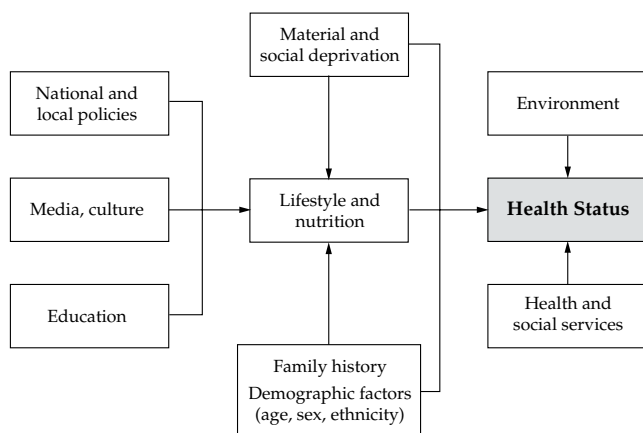 Material and
social deprivation
National and
local policies
Environment
Media, culture
Lifestyle and
nutrition
Health Status
Education
Health and
social services
Family history
Demographic factors
(age, sex, ethnicity)